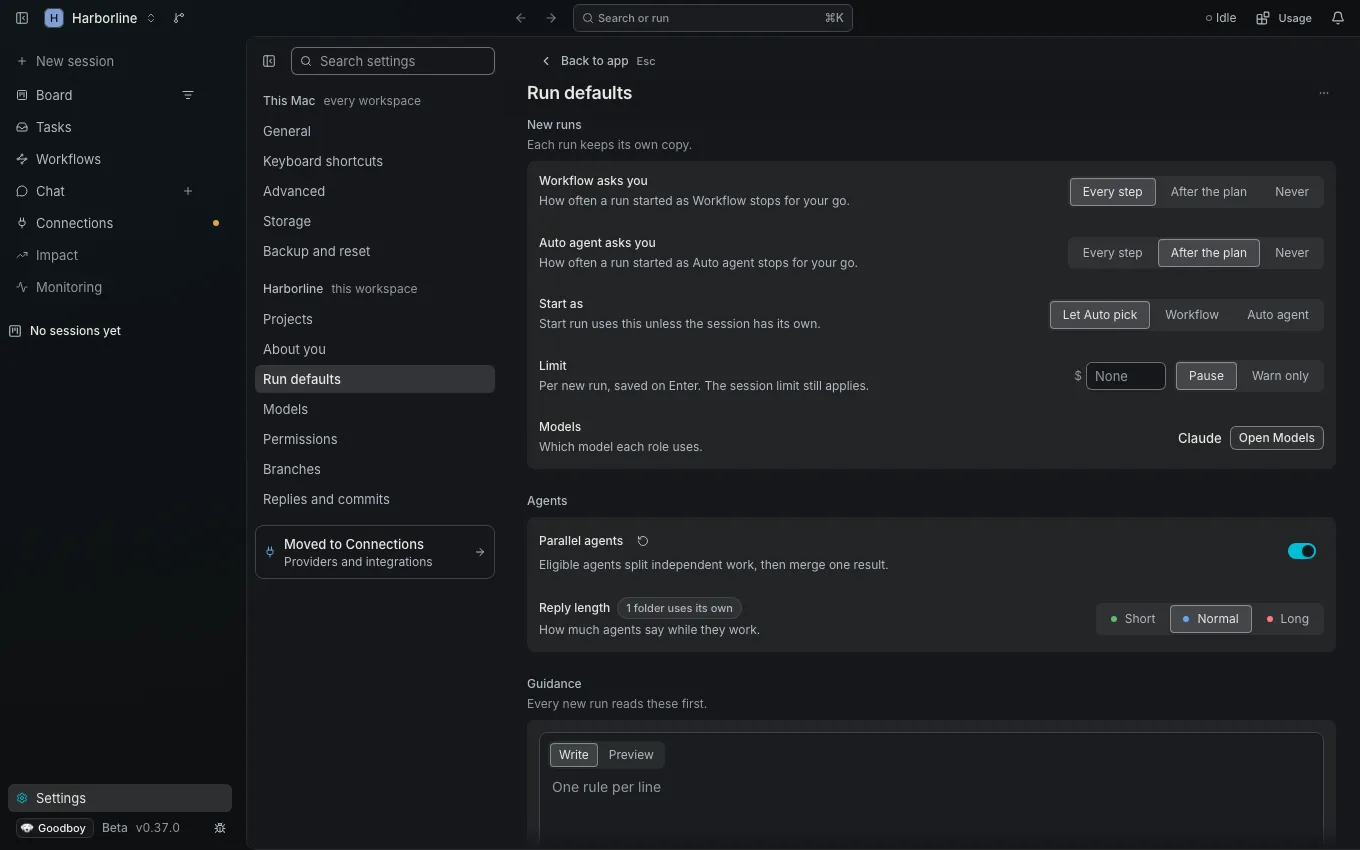 H Harborline
Search or run ⌘K
Idle
Usage
New session
Board
Tasks
Workflows
Chat
Connections
Impact
Monitoring
No sessions yet
Settings
Goodboy Beta v0.37.0
Search settings
This Mac every workspace
General
Keyboard shortcuts
Advanced
Storage
Backup and reset
Harborline this workspace
Projects
About you
Run defaults
Models
Permissions
Branches
Replies and commits
Moved to Connections
Providers and integrations
Back to app Esc
Run defaults
New runs
Each run keeps its own copy.
Workflow asks you
How often a run started as Workflow stops for your go.
Every step After the plan Never
Auto agent asks you
How often a run started as Auto agent stops for your go.
Every step After the plan Never
Start as
Start run uses this unless the session has its own.
Let Auto pick Workflow Auto agent
Limit
Per new run, saved on Enter. The session limit still applies.
$ None Pause Warn only
Models
Which model each role uses.
Claude Open Models
Agents
Parallel agents
Eligible agents split independent work, then merge one result.
Reply length 1 folder uses its own
How much agents say while they work.
Short Normal Long
Guidance
Every new run reads these first.
Write Preview
One rule per line